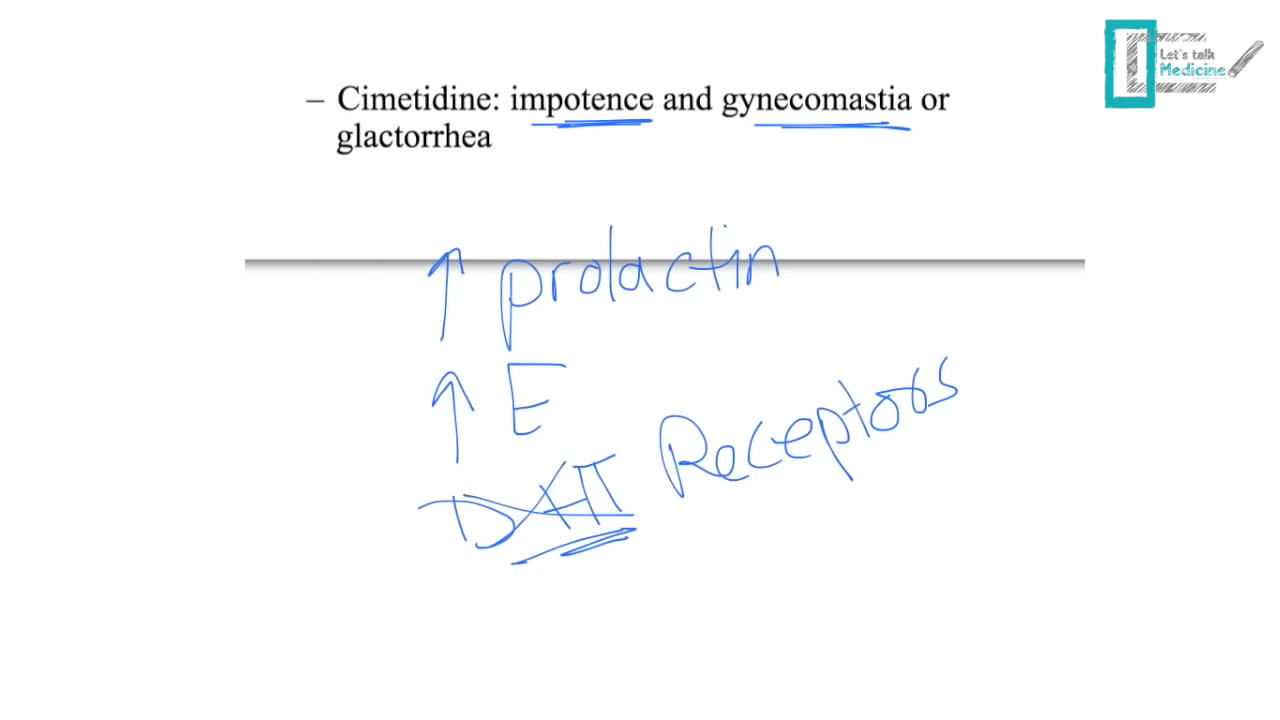 Let's talk
Medicine
– Cimetidine: impotence and gynecomastia or
glactorrhea
↑ prolactin
↑ E
DHT Receptors